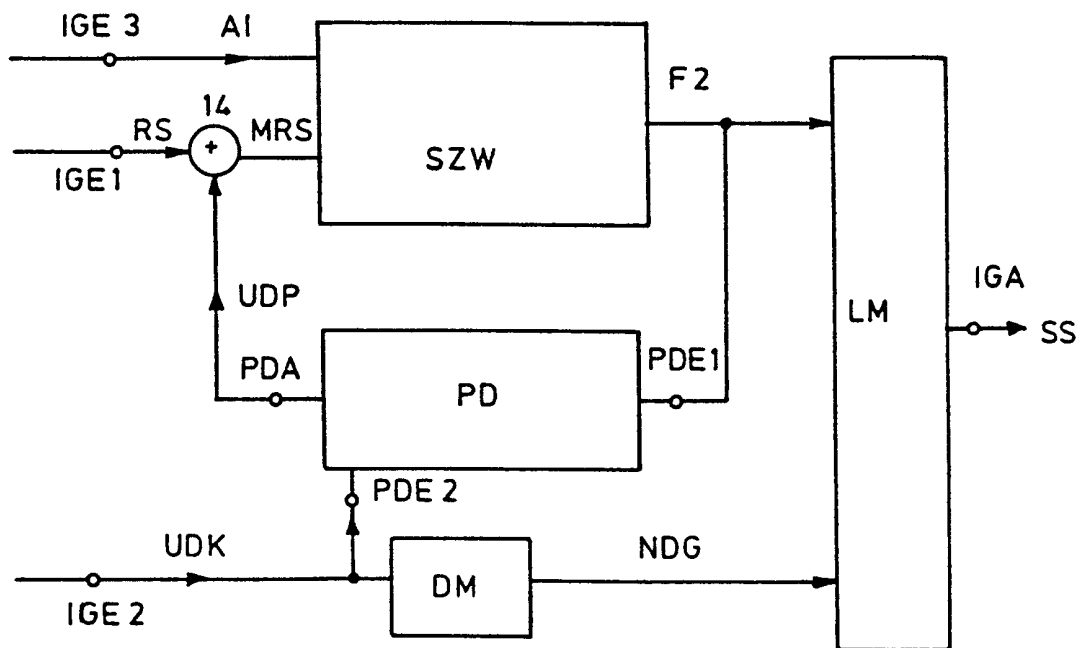 IGE 3
AI
F2
14
RS
+
MRS
SZW
IGE1
UDP
IGA
LM
SS
PDA
PD
PDE1
PDE 2
UDK
NDG
DM
IGE 2